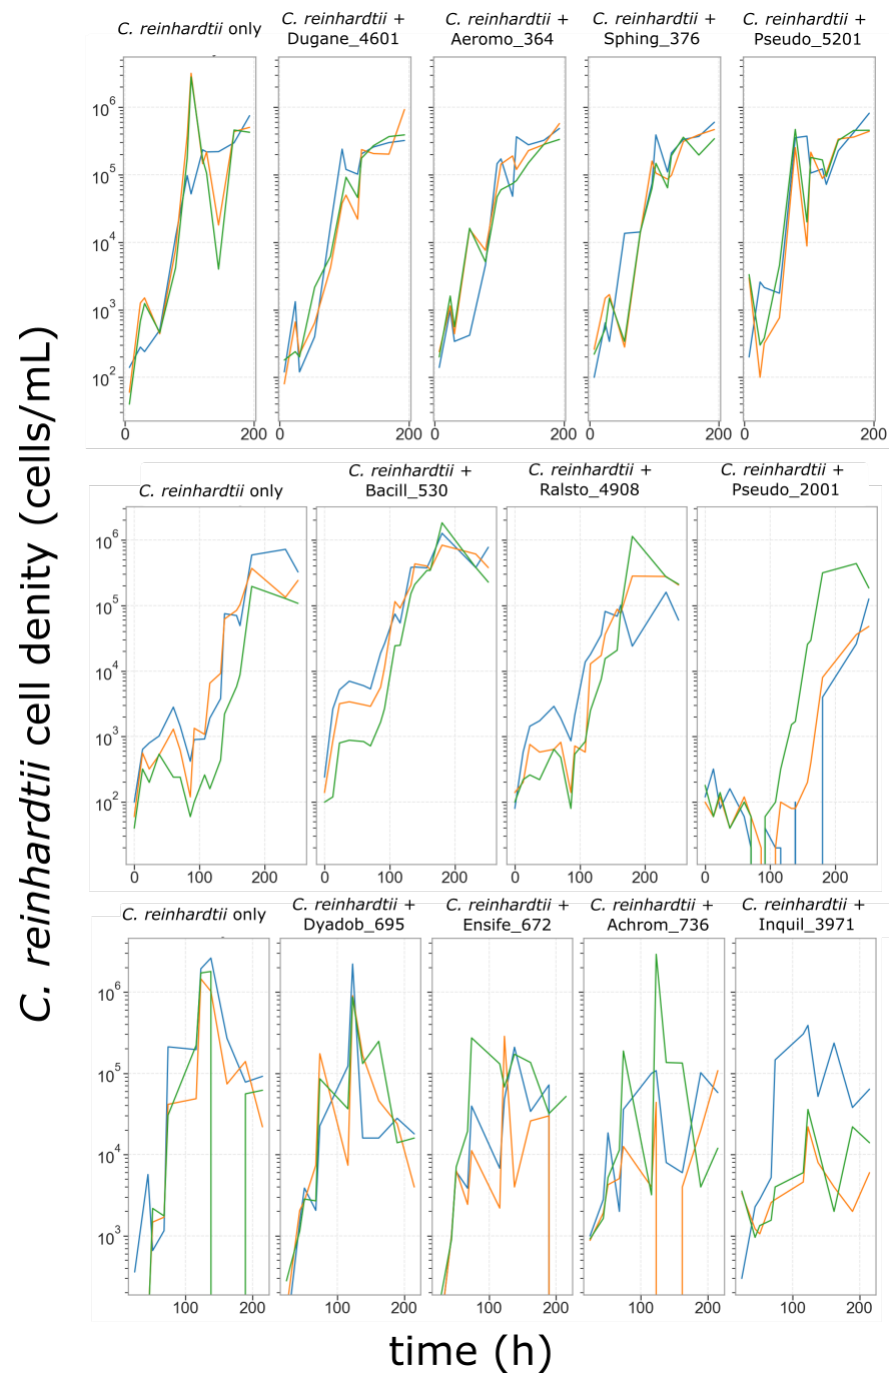 C. reinhardtii only
C. reinhardtii +
Dugane_4601
C. reinhardtii +
Aeromo_364
C. reinhardtii +
Sphing_376
C. reinhardtii +
Pseudo_5201
10^6
10^5
10^4
10^3
10^2
0 200
0 200
0 200
0 200
0 200
C. reinhardtii cell denity (cells/mL)
C. reinhardtii only
C. reinhardtii +
Bacill_530
C. reinhardtii +
Ralsto_4908
C. reinhardtii +
Pseudo_2001
10^6
10^5
10^4
10^3
10^2
0 100 200
0 100 200
0 100 200
0 100 200
C. reinhardtii only
C. reinhardtii +
Dyadob_695
C. reinhardtii +
Ensife_672
C. reinhardtii +
Achrom_736
C. reinhardtii +
Inquil_3971
10^6
10^5
10^4
10^3
100 200
100 200
100 200
100 200
100 200
time (h)